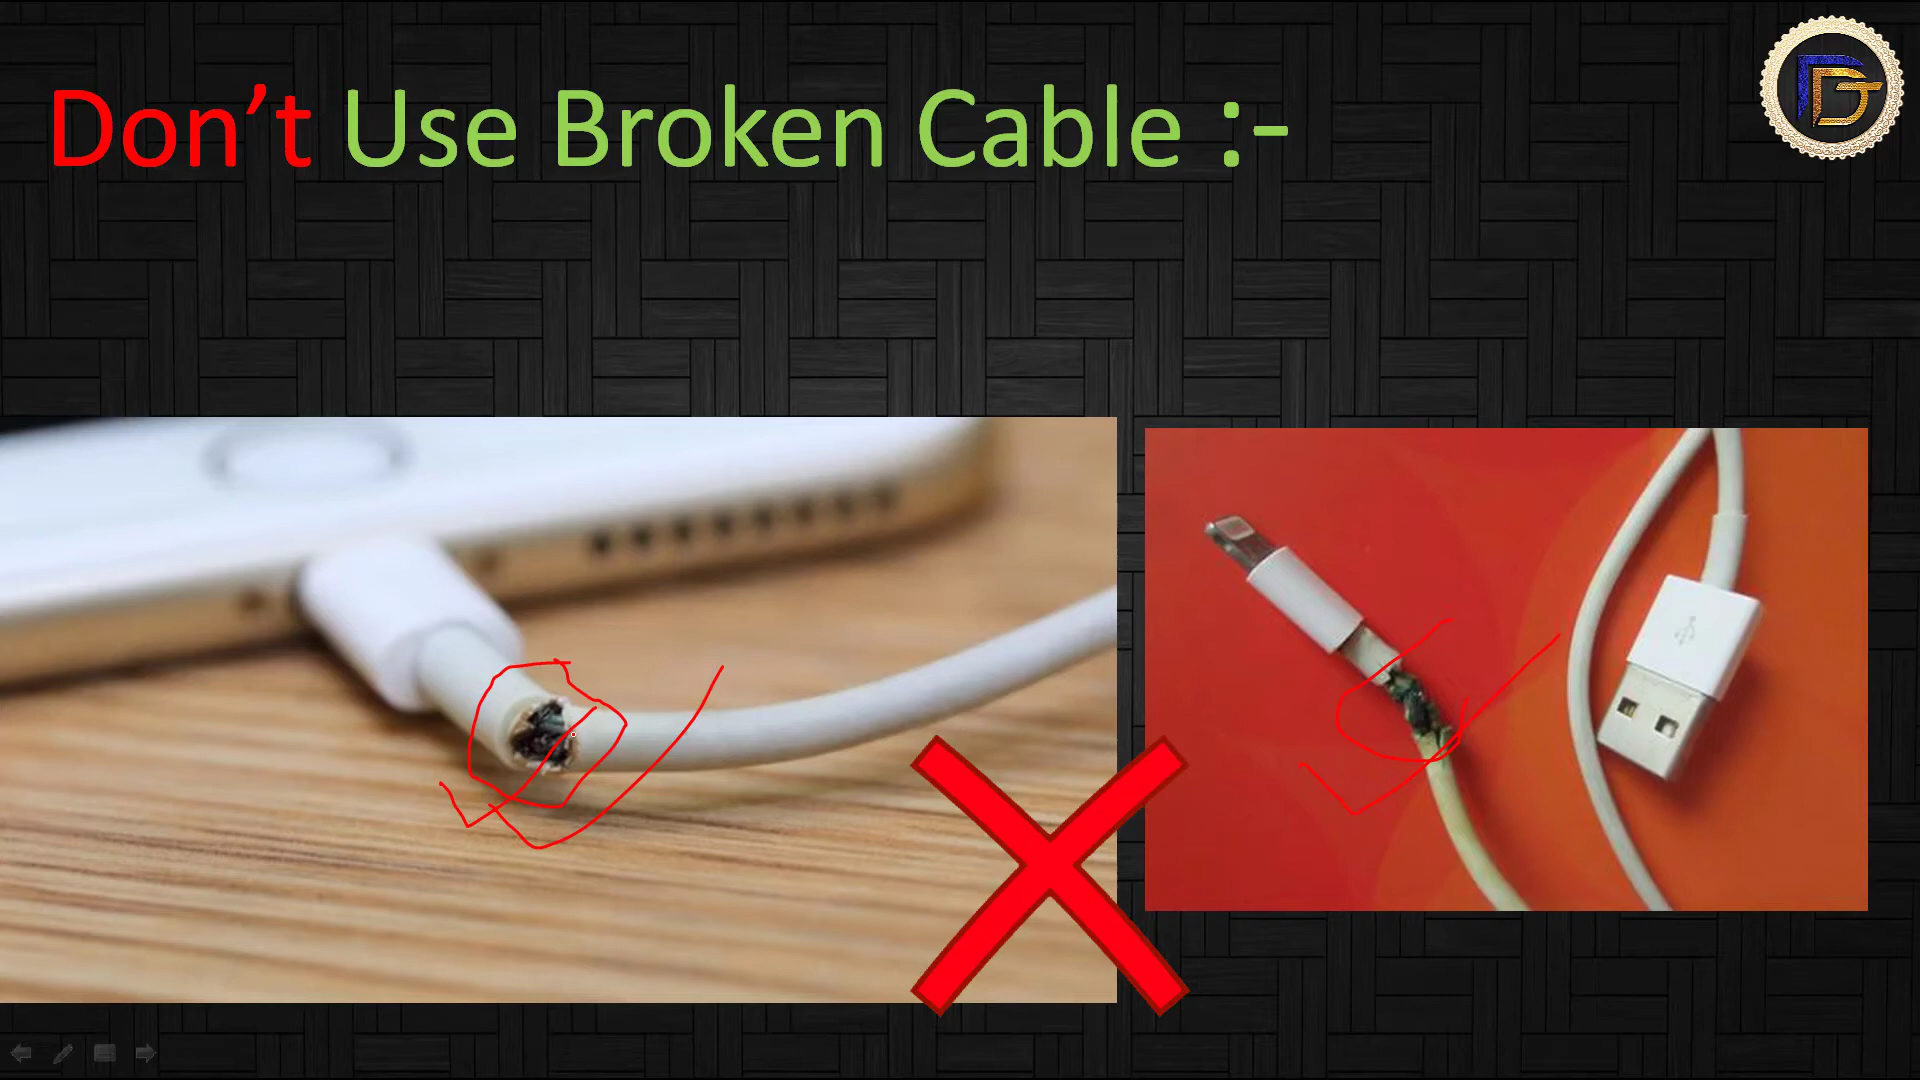 Don’t Use Broken Cable :-